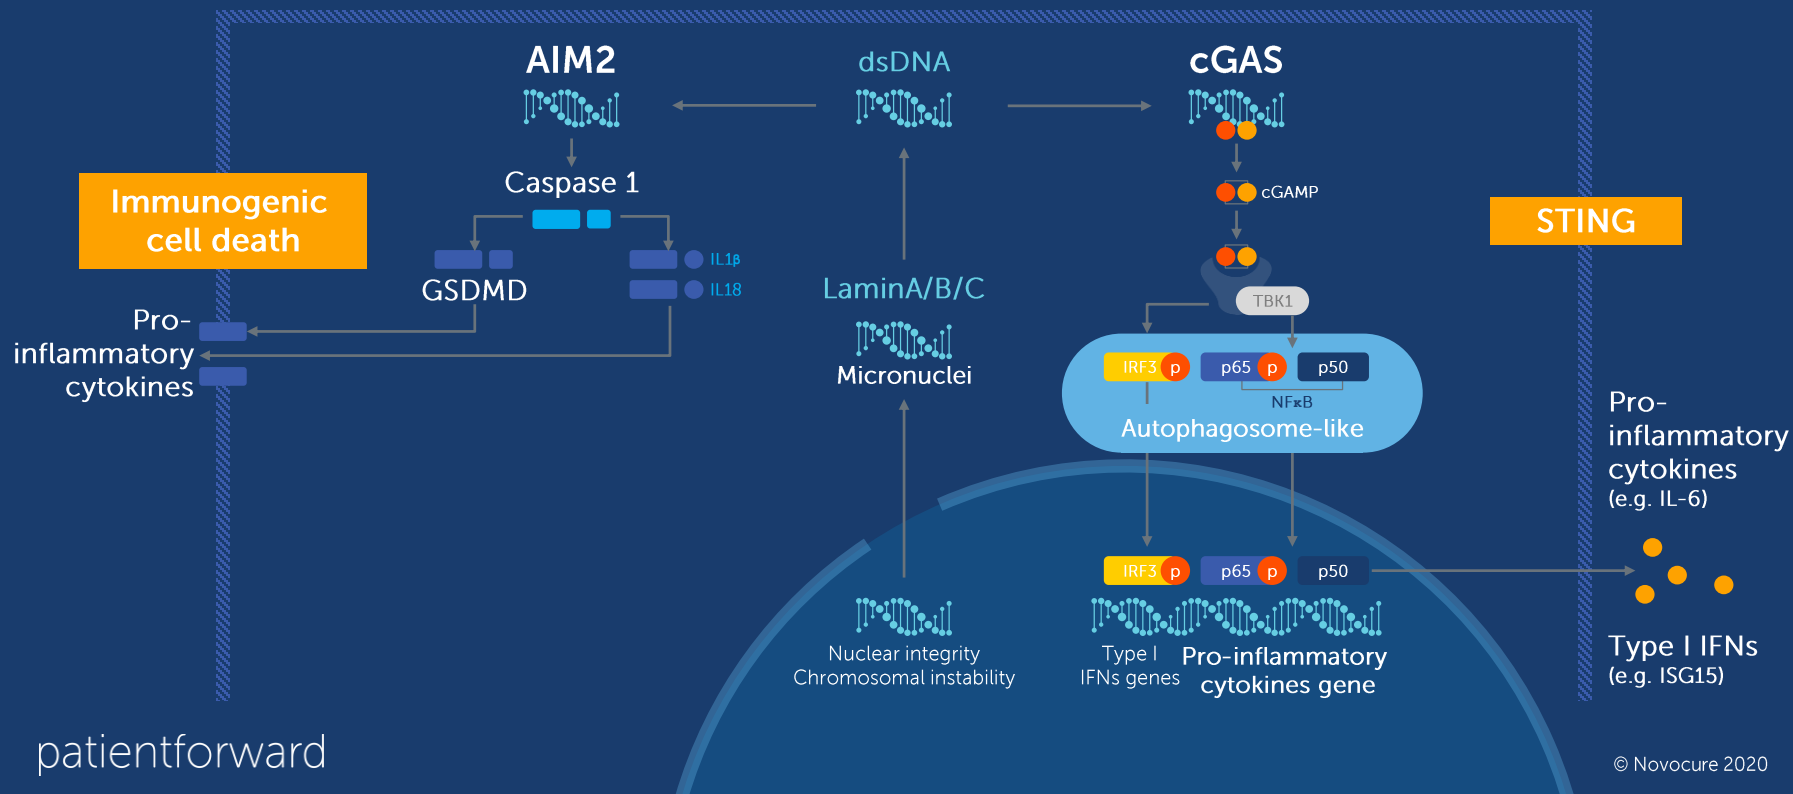 AIM2
dsDNA
cGAS
Caspase 1
cGAMP
Immunogenic
cell death
STING
IL1β
GSDMD
IL18
LaminA/B/C
TBK1
Pro-
inflammatory
cytokines
Micronuclei
IRF3 p
p65 p
p50
NFκB
Autophagosome-like
Pro-
inflammatory
cytokines
(e.g. IL-6)
IRF3 p
p65 p
p50
Nuclear integrity
Chromosomal instability
Type I
IFNs genes
Pro-inflammatory
cytokines gene
Type I IFNs
(e.g. ISG15)
patientforward
© Novocure 2020